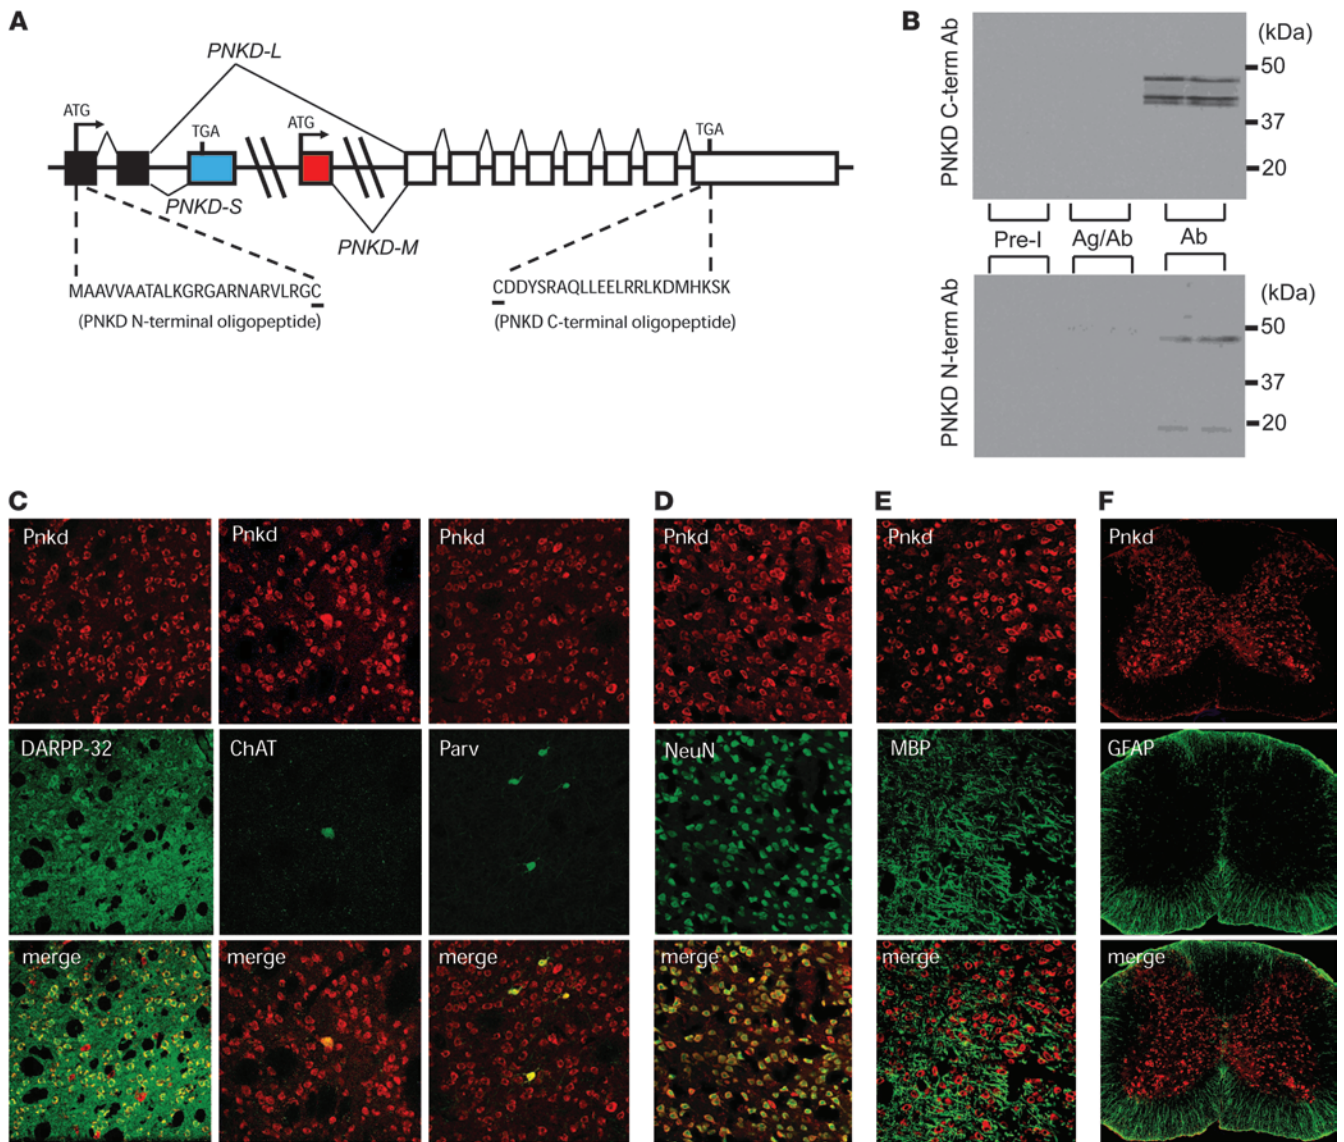 A
PNKD-L
ATG
TGA
ATG
TGA
PNKD-S
PNKD-M
MAAVVAATALKGRGARNARVLRGC
(PNKD N-terminal oligopeptide)
CDDYSRAQLLEELRRLKDMHKSK
(PNKD C-terminal oligopeptide)
B
PNKD C-term Ab
(kDa)
50
37
20
Pre-I
Ag/Ab
Ab
PNKD N-term Ab
(kDa)
50
37
20
C
Pnkd
Pnkd
Pnkd
DARPP-32
ChAT
Parv
merge
merge
merge
D
Pnkd
NeuN
merge
E
Pnkd
MBP
merge
F
Pnkd
GFAP
merge